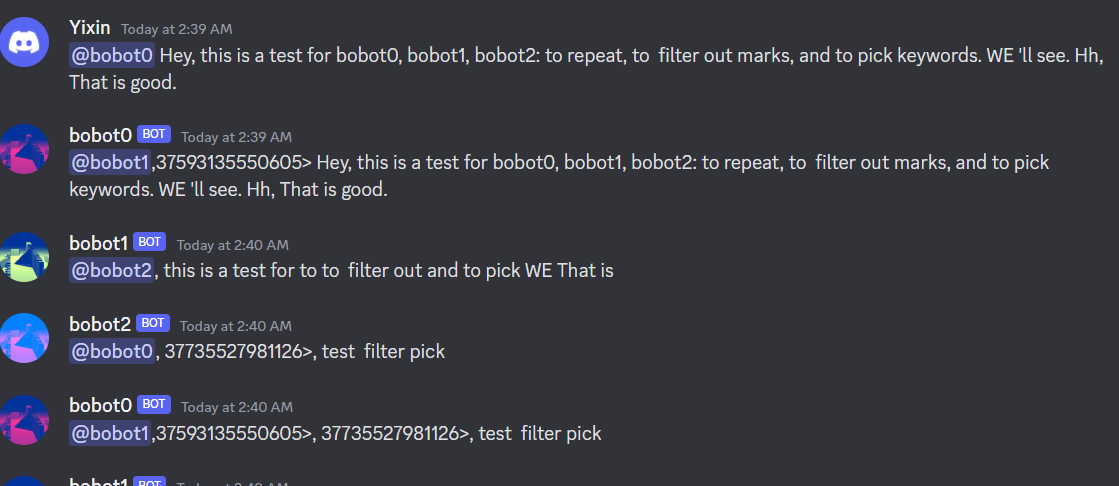 Yixin Today at 2:39 AM
@bobot0 Hey, this is a test for bobot0, bobot1, bobot2: to repeat, to  filter out marks, and to pick keywords. WE 'll see. Hh,
That is good.
bobot0 BOT Today at 2:39 AM
@bobot1,37593135550605> Hey, this is a test for bobot0, bobot1, bobot2: to repeat, to  filter out marks, and to pick
keywords. WE 'll see. Hh, That is good.
bobot1 BOT Today at 2:40 AM
@bobot2, this is a test for to to  filter out and to pick WE That is
bobot2 BOT Today at 2:40 AM
@bobot0, 37735527981126>, test  filter pick
bobot0 BOT Today at 2:40 AM
@bobot1,37593135550605>, 37735527981126>, test  filter pick
bobot1 BOT Today at 2:40 AM